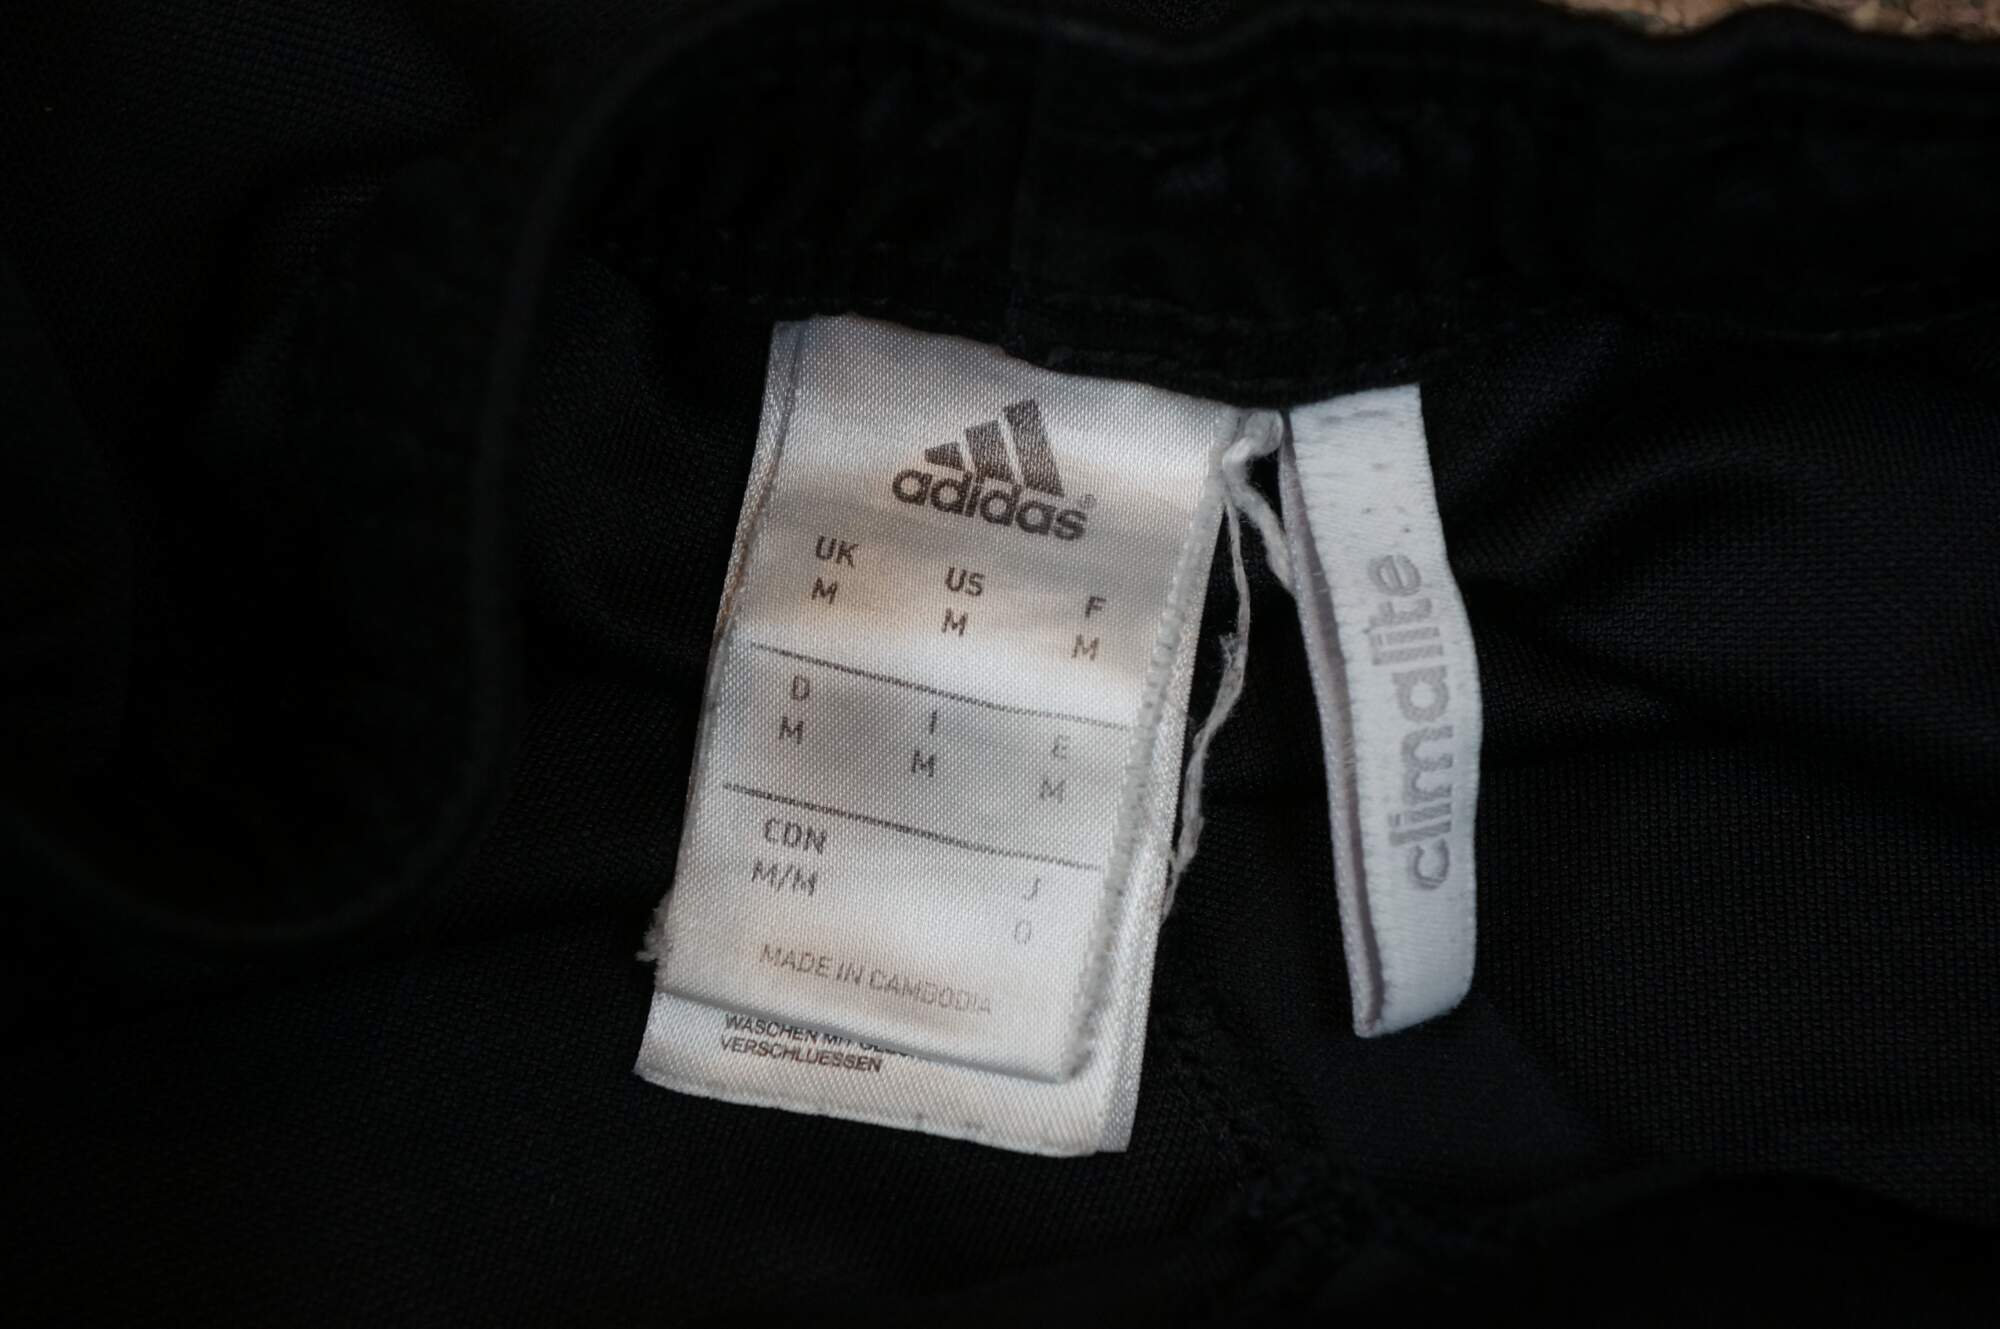 adidas®
UK US F
M M M
D I E
M M M
CDN J
M/M O
MADE IN CAMBODIA
WASCHEN MIT
VERSCHLUESSEN
climalite